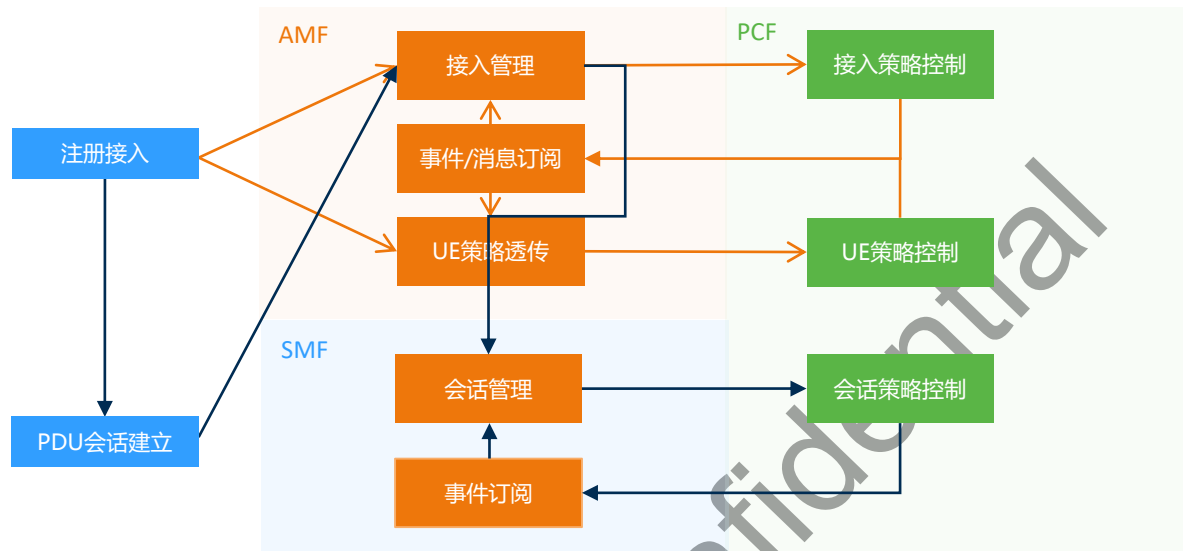 AMF
PCF
接入管理
接入策略控制
注册接入
事件/消息订阅
UE策略透传
UE策略控制
SMF
会话管理
会话策略控制
PDU会话建立
事件订阅
nfidential